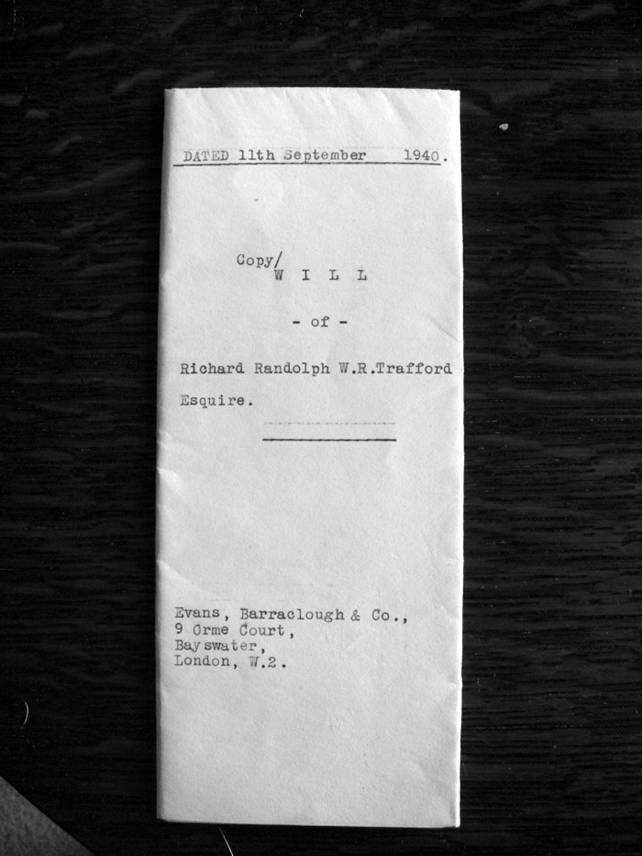 DATED 11th September 1940.
Copy/
W I L L
- of -
Richard Randolph W.R.Trafford
Esquire.
Evans, Barraclough & Co.,
9 Orme Court,
Bayswater,
London, W.2.